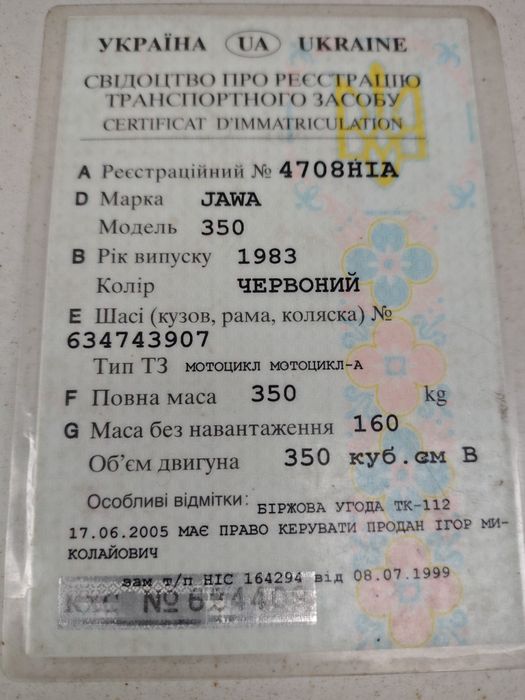 УКРАЇНА UA UKRAINE
СВІДОЦТВО ПРО РЕЄСТРАЦІЮ
ТРАНСПОРТНОГО ЗАСОБУ
CERTIFICAT D'IMMATRICULATION
A Реєстраційний № 4708НІА
D Марка JAWA
Модель 350
B Рік випуску 1983
Колір ЧЕРВОНИЙ
E Шасі (кузов, рама, коляска) №
634743907
Тип ТЗ МОТОЦИКЛ МОТОЦИКЛ-А
F Повна маса 350 kg
G Маса без навантаження 160
Об'єм двигуна 350 куб.см В
Особливі відмітки: БІРЖОВА УГОДА ТК-112
17.06.2005 МАЄ ПРАВО КЕРУВАТИ ПРОДАН ІГОР МИ-
КОЛАЙОВИЧ
зам т/п НІС 164294 від 08.07.1999
№